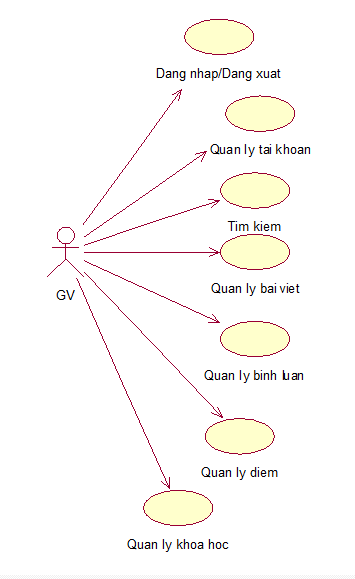 Dang nhap/Dang xuat
Quan ly tai khoan
Tim kiem
GV
Quan ly bai viet
Quan ly binh luan
Quan ly diem
Quan ly khoa hoc